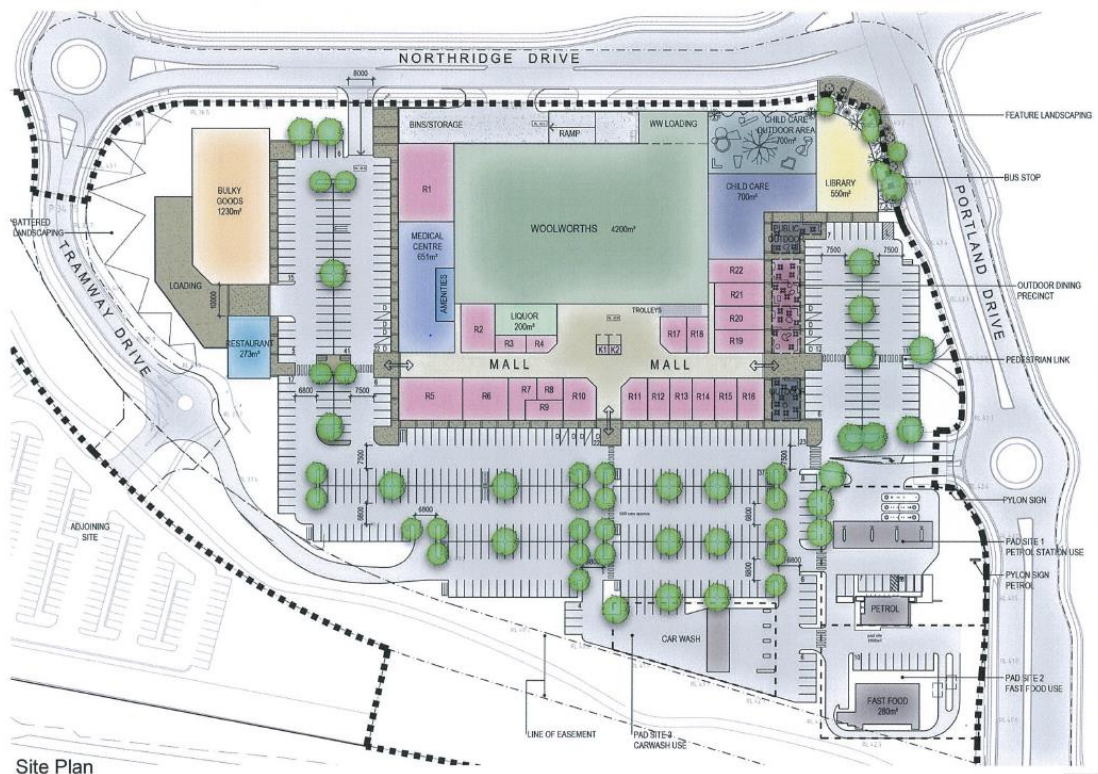 NORTHRIDGE DRIVE
8000
FEATURE LANDSCAPING
BINS/STORAGE
RAMP
WW LOADING
CHILD CARE
OUTDOOR AREA
700m²
BUS STOP
BULKY
GOODS
1230m²
R1
CHILD CARE
700m²
LIBRARY
550m²
PORTLAND DRIVE
BATTERED
LANDSCAPING
WOOLWORTHS 4200m²
MEDICAL
CENTRE
651m²
PUBLIC
7500
7500
TRAMWAY DRIVE
LOADING
AMENITIES
R22
R21
R20
R19
OUTDOOR DINING
PRECINCT
10000
LIQUOR
200m²
TROLLEYS
R2
R3
R4
K1
K2
R17
R18
RESTAURANT
273m²
MALL
MALL
PEDESTRIAN LINK
6800
7500
R5
R6
R7
R8
R9
R10
R11
R12
R13
R14
R15
R16
7500
7500
6800
6800
6800
6800
6800
6800
PYLON SIGN
ADJOINING
SITE
PAD SITE 1
PETROL STATION USE
PYLON SIGN
PETROL
PETROL
CAR WASH
PAD SITE 2
FAST FOOD USE
FAST FOOD
280m²
LINE OF EASEMENT
PAD SITE 3
CARWASH USE
Site Plan